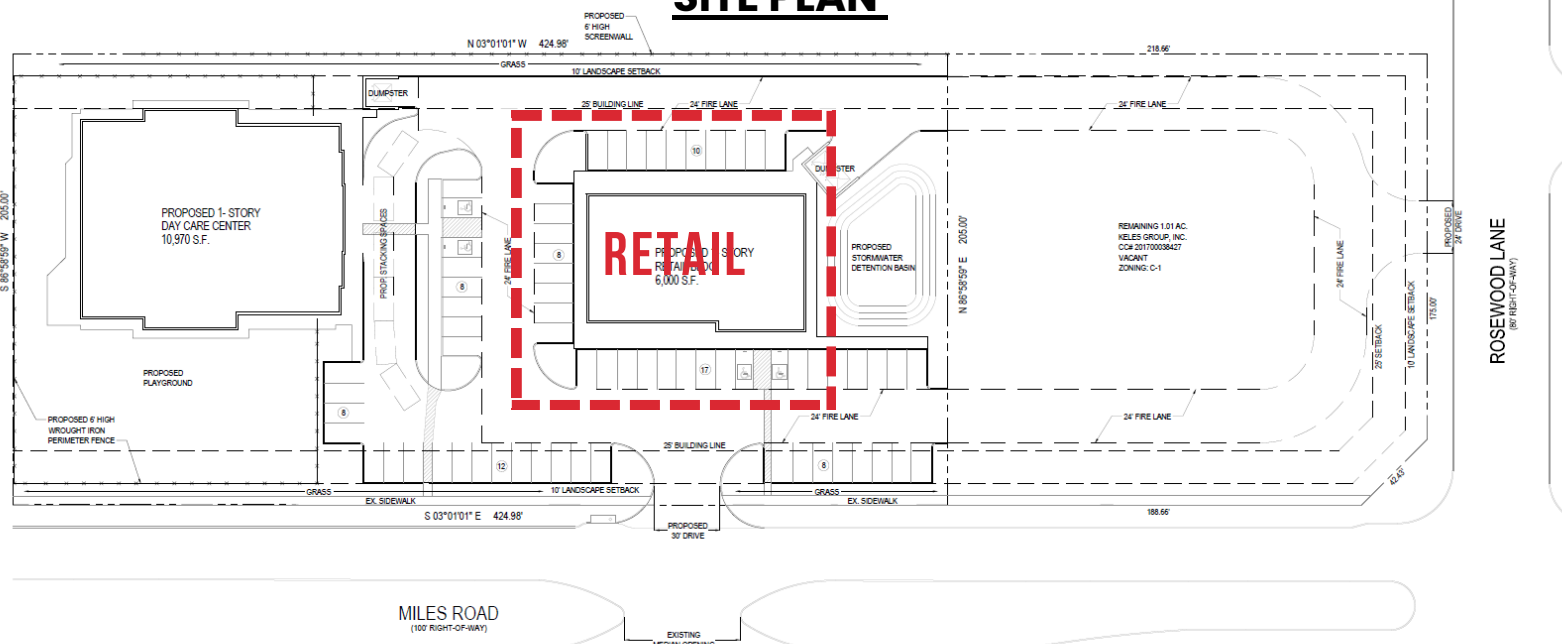 SITE PLAN
PROPOSED
6' HIGH
SCREENWALL
N 03°01'01" W 424.98'
218.66'
GRASS
10' LANDSCAPE SETBACK
DUMPSTER
25' BUILDING LINE
24' FIRE LANE
24' FIRE LANE
10
DUMPSTER
S 86°58'59" W 205.00'
PROPOSED 1- STORY
DAY CARE CENTER
10,970 S.F.
PROP. STACKING SPACES
8
24' FIRE LANE
8
RETAIL
6,000 S.F.
PROPOSED
STORMWATER
DETENTION BASIN
N 86°58'59" E 205.00'
REMAINING 1.01 AC.
KELES GROUP, INC.
CC# 201700038427
VACANT
ZONING: C-1
24' FIRE LANE
25' SETBACK
10' LANDSCAPE SETBACK
175.00'
PROPOSED
24' DRIVE
ROSEWOOD LANE
(60' RIGHT-OF-WAY)
PROPOSED
PLAYGROUND
17
8
PROPOSED 6' HIGH
WROUGHT IRON
PERIMETER FENCE
24' FIRE LANE
24' FIRE LANE
25' BUILDING LINE
12
8
42.43'
GRASS
10' LANDSCAPE SETBACK
GRASS
EX. SIDEWALK
EX. SIDEWALK
S 03°01'01" E 424.98'
188.66'
PROPOSED
30' DRIVE
MILES ROAD
(100' RIGHT-OF-WAY)
EXISTING
MEDIAN OPENING